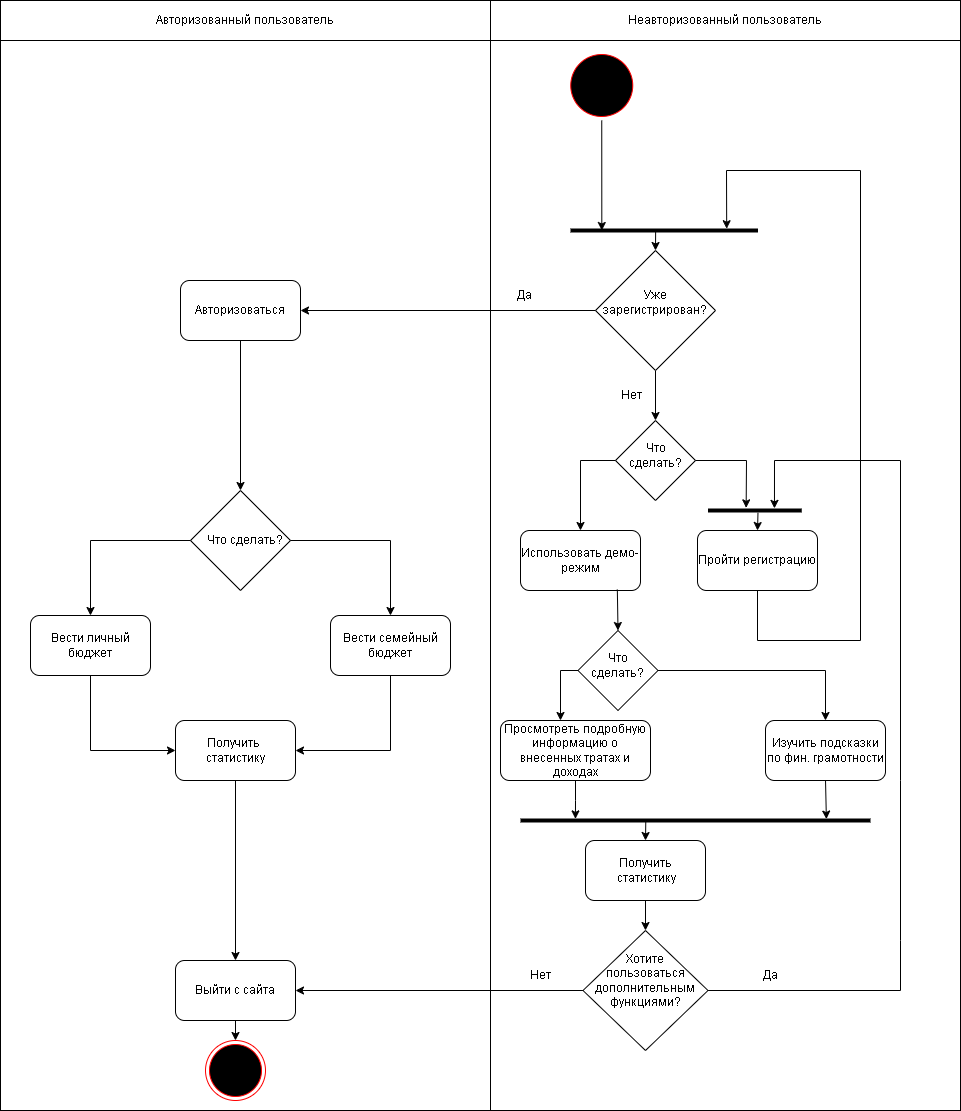 Авторизованный пользователь
Неавторизованный пользователь
Уже
зарегистрирован?
Да
Авторизоваться
Нет
Что
сделать?
Что сделать?
Использовать демо-
режим
Пройти регистрацию
Вести личный
бюджет
Вести семейный
бюджет
Что
сделать?
Получить
статистику
Просмотреть подробную
информацию о
внесенных тратах и
доходах
Изучить подсказки
по фин. грамотности
Получить
статистику
Хотите
пользоваться
дополнительным
функциями?
Нет
Да
Выйти с сайта